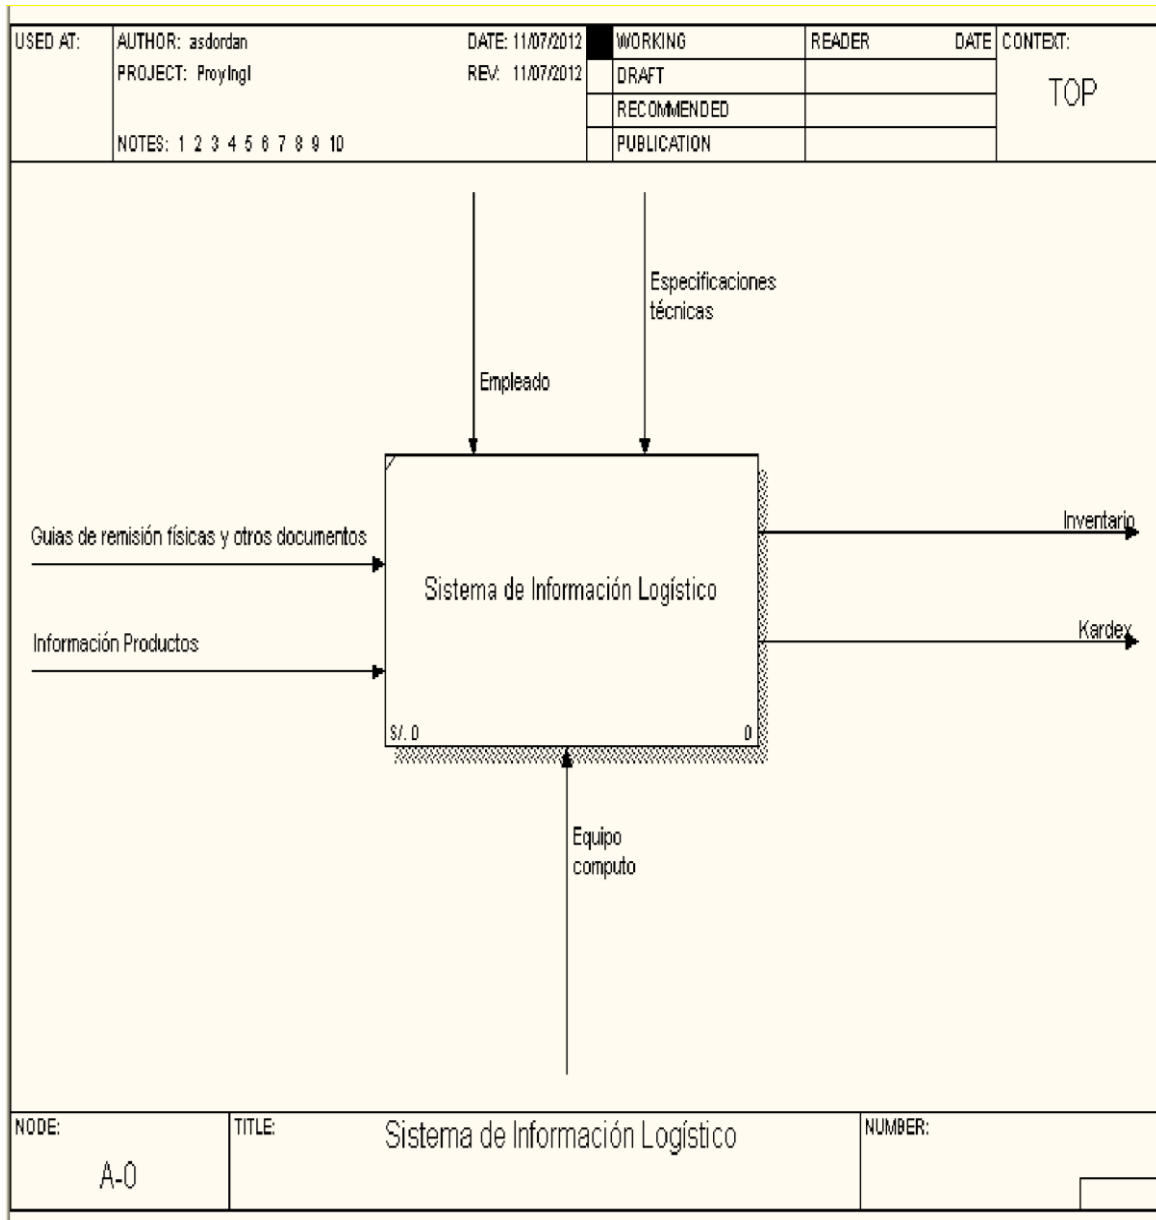 USED AT:
AUTHOR: asdordan
DATE: 11/07/2012
WORKING
READER
DATE
CONTEXT:
PROJECT: ProyIngI
REV: 11/07/2012
DRAFT
TOP
RECOMMENDED
NOTES: 1 2 3 4 5 6 7 8 9 10
PUBLICATION
Especificaciones
técnicas
Empleado
Guias de remisión físicas y otros documentos
Inventario
Sistema de Información Logístico
Información Productos
Kardex
S/. 0
0
Equipo
computo
NODE:
TITLE:
Sistema de Información Logístico
NUMBER:
A-0